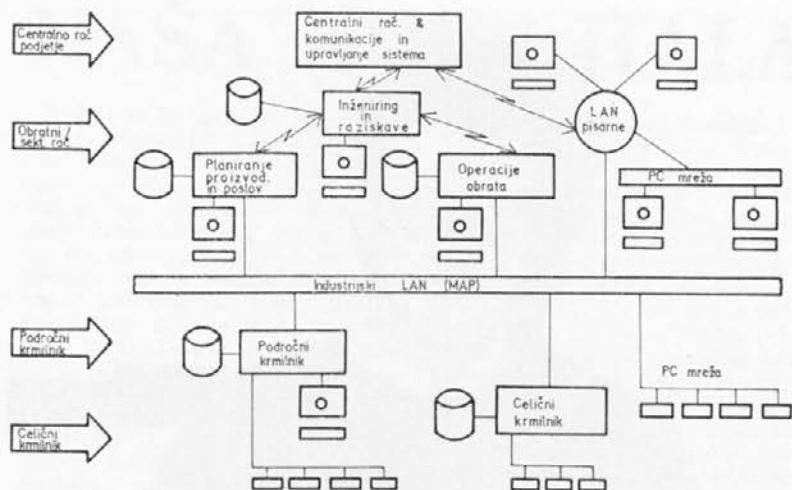 Centralno rač.
podjetje
Centralni rač. &
komunikacije in
upravljanje sistema
Obratni /
sekt. rač.
Inženiring
in
raziskave
LAN
pisarne
Planiranje
proizvod.
in poslov
Operacije
obrata
PC mreža
Industrijski LAN (MAP)
Področni
krmilnik
Področni
krmilnik
PC mreža
Celični
krmilnik
Celični
krmilnik